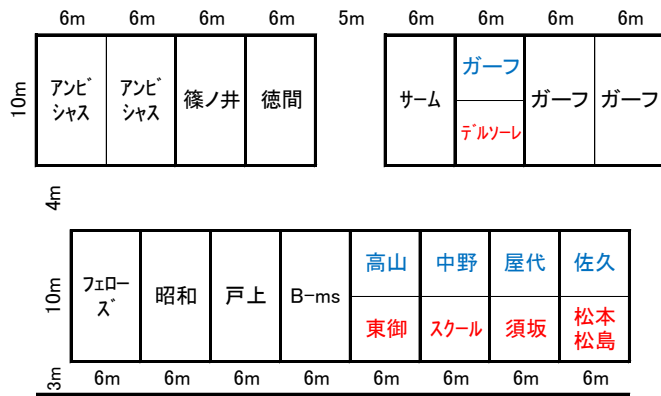 6m 6m 6m 6m 5m 6m 6m 6m 6m
10m
アンビシャス
アンビシャス
篠ノ井
徳間
サーム
ガーフ
デルソーレ
ガーフ
ガーフ
4m
10m
フェローズ
昭和
戸上
B-ms
高山
中野
屋代
佐久
東御
スクール
須坂
松本
松島
3m
6m 6m 6m 6m 6m 6m 6m 6m